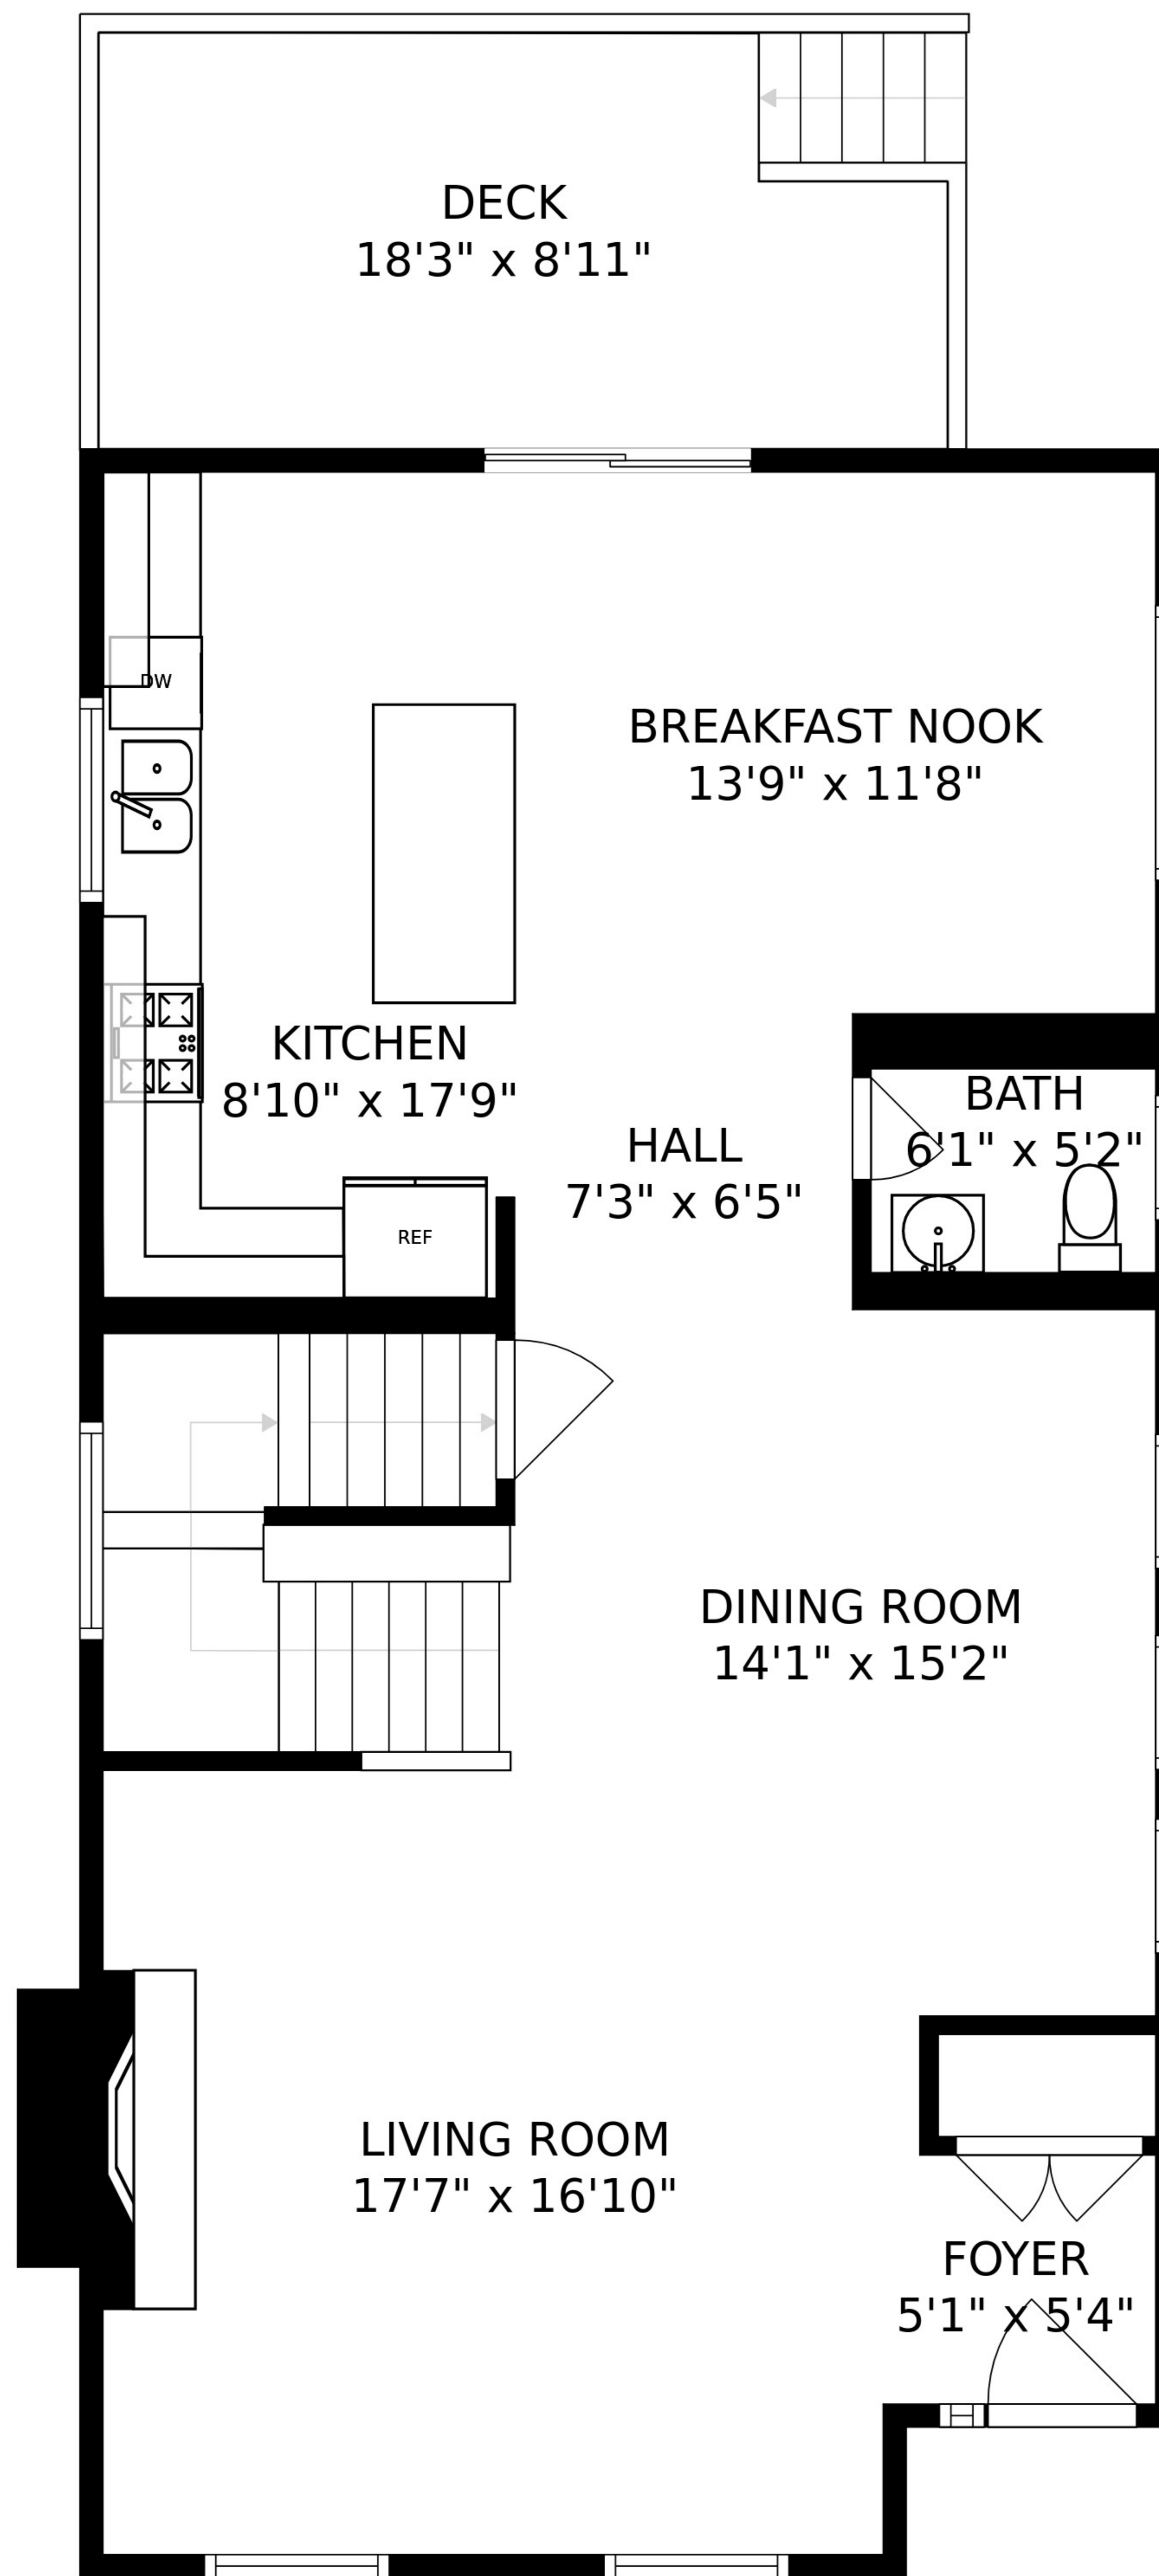 DECK
18'3" x 8'11"
DW
BREAKFAST NOOK
13'9" x 11'8"
KITCHEN
8'10" x 17'9"
BATH
6'1" x 5'2"
HALL
7'3" x 6'5"
REF
DINING ROOM
14'1" x 15'2"
LIVING ROOM
17'7" x 16'10"
FOYER
5'1" x 5'4"